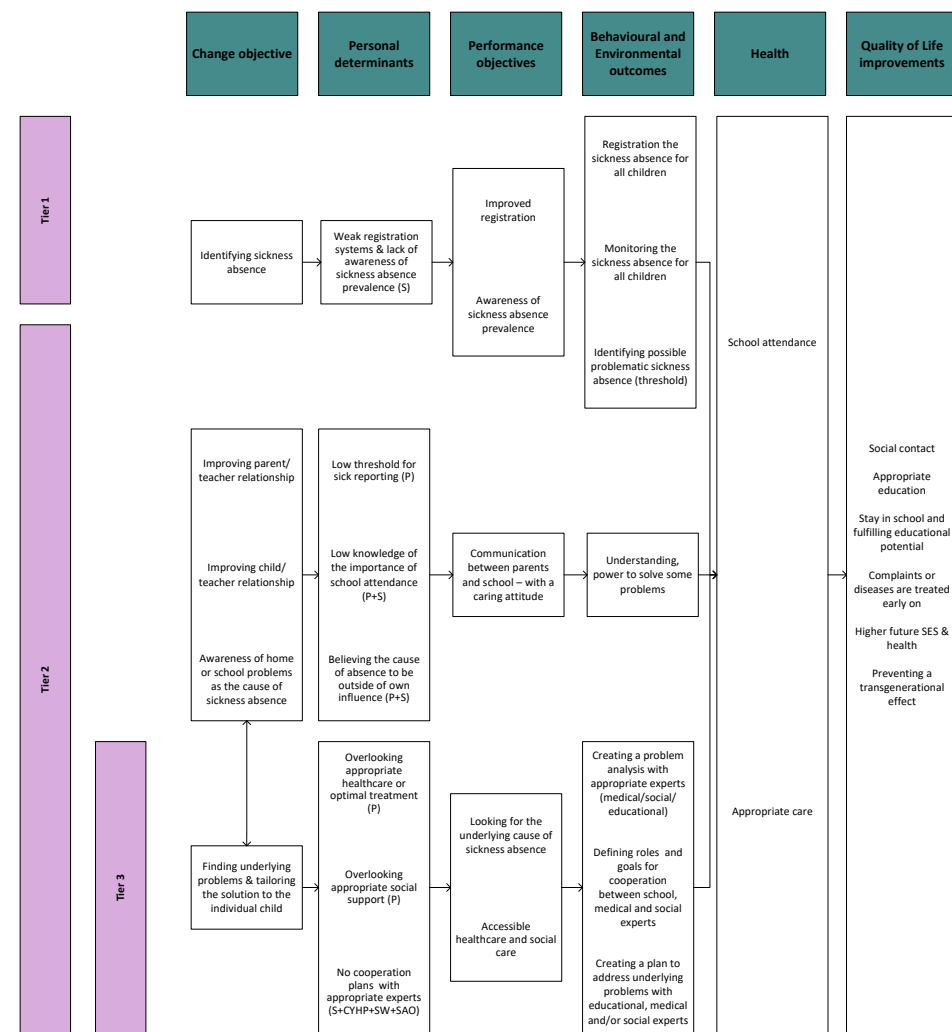 Change objective
Personal
determinants
Performance
objectives
Behavioural and
Environmental
outcomes
Health
Quality of Life
improvements
Tier 1
Identifying sickness
absence
Weak registration
systems & lack of
awareness of
sickness absence
prevalence (S)
Improved
registration
Awareness of
sickness absence
prevalence
Registration the
sickness absence for
all children
Monitoring the
sickness absence for
all children
Identifying possible
problematic sickness
absence (threshold)
School attendance
Tier 2
Improving parent/
teacher relationship
Improving child/
teacher relationship
Awareness of home
or school problems
as the cause of
sickness absence
Low threshold for
sick reporting (P)
Low knowledge of
the importance of
school attendance
(P+S)
Believing the cause
of absence to be
outside of own
influence (P+S)
Communication
between parents
and school – with a
caring attitude
Understanding,
power to solve some
problems
Social contact
Appropriate
education
Stay in school and
fulfilling educational
potential
Complaints or
diseases are treated
early on
Higher future SES &
health
Preventing a
transgenerational
effect
Tier 3
Finding underlying
problems & tailoring
the solution to the
individual child
Overlooking
appropriate
healthcare or
optimal treatment
(P)
Overlooking
appropriate social
support (P)
No cooperation
plans with
appropriate experts
(S+CYHP+SW+SAO)
Looking for the
underlying cause of
sickness absence
Accessible
healthcare and social
care
Creating a problem
analysis with
appropriate experts
(medical/social/
educational)
Defining roles and
goals for
cooperation
between school,
medical and social
experts
Creating a plan to
address underlying
problems with
educational, medical
and/or social experts
Appropriate care